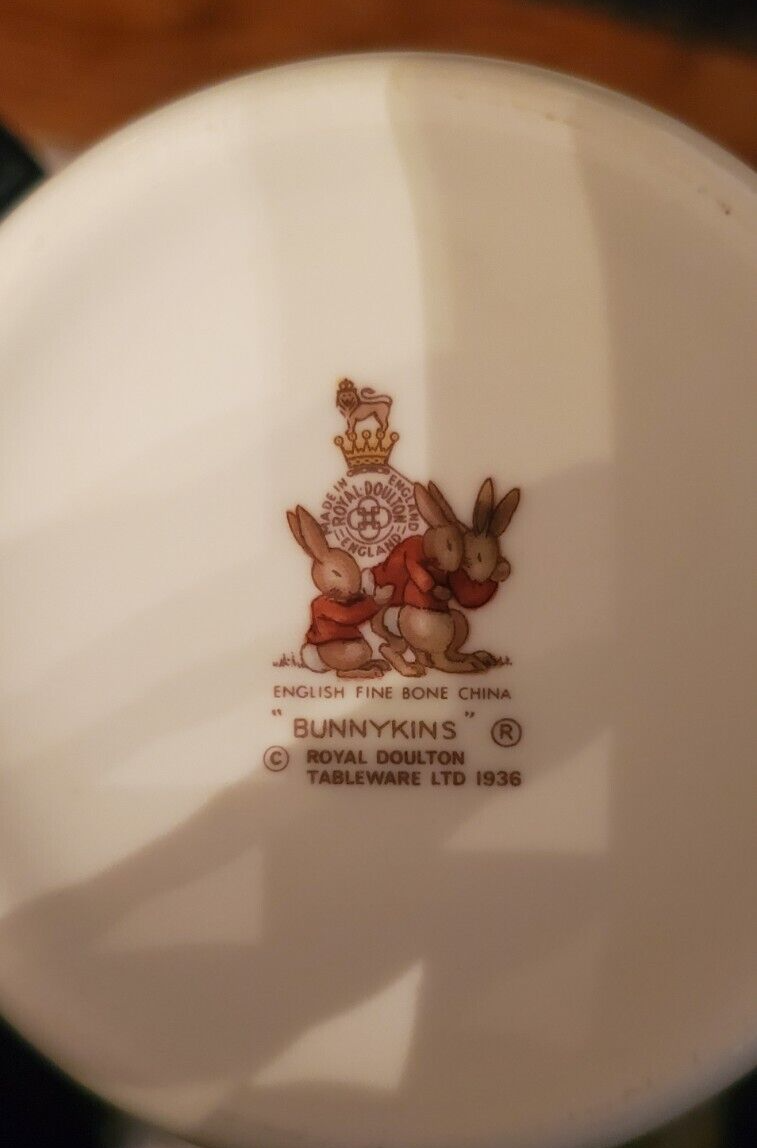 MADE IN ENGLAND
ROYAL·DOULTON
ENGLAND
ENGLISH FINE BONE CHINA
"BUNNYKINS" ®
© ROYAL DOULTON
TABLEWARE LTD 1936